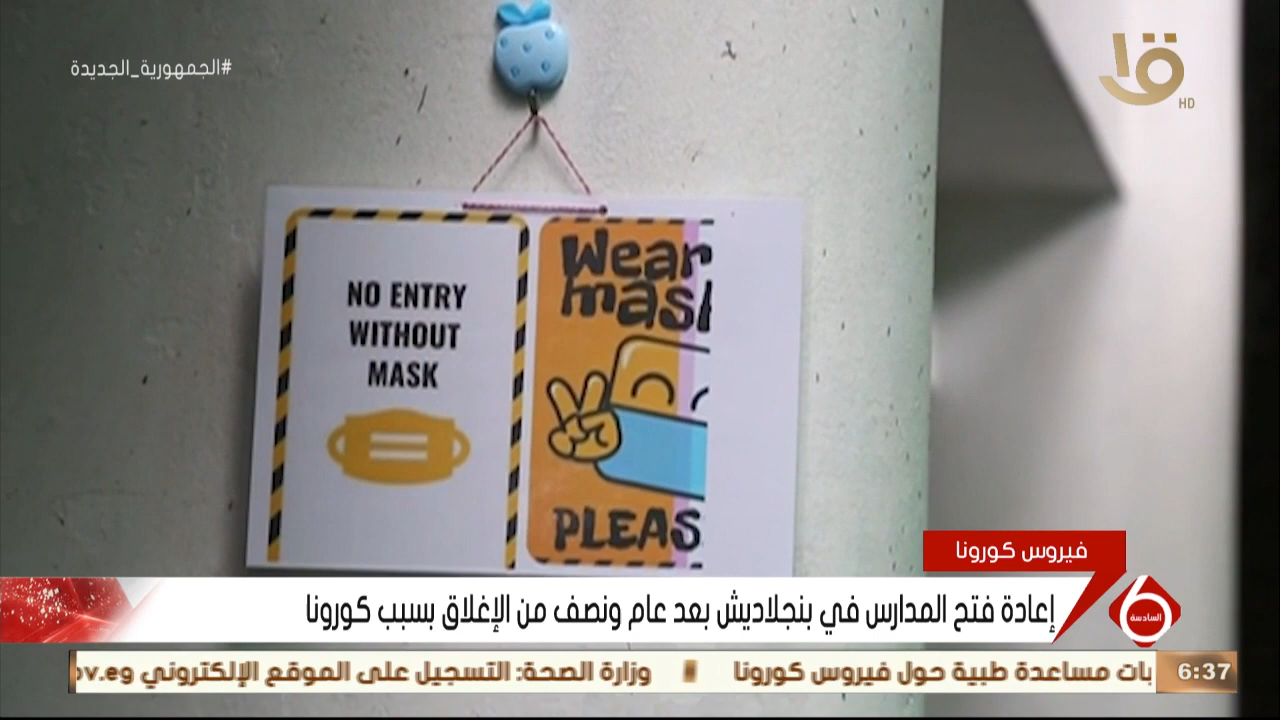 #الجمهورية_الجديدة
HD
NO ENTRY
WITHOUT
MASK
Wear
mask
PLEAS
فيروس كورونا
إعادة فتح المدارس في بنجلاديش بعد عام ونصف من الإغلاق بسبب كورونا
السادسة
6:37
بات مساعدة طبية حول فيروس كورونا
وزارة الصحة: التسجيل على الموقع الإلكتروني ov.eg